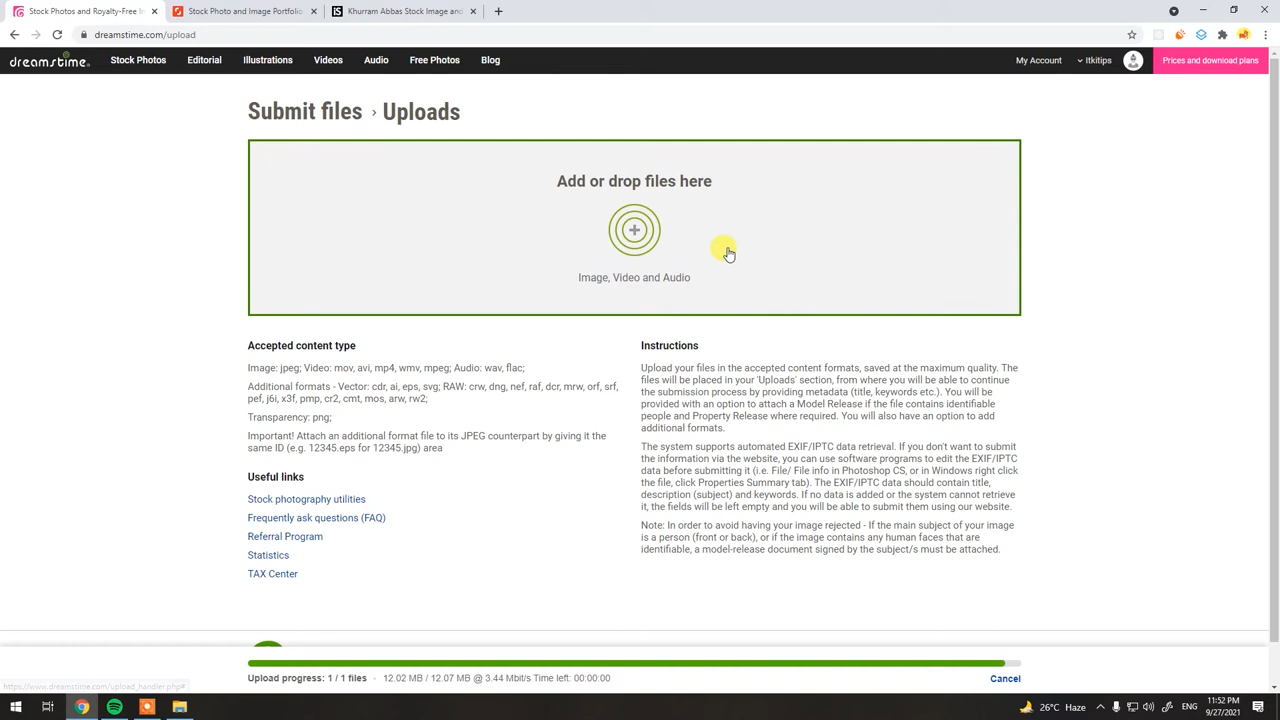 Stock Photos and Royalty-Free Im
Stock Photo and Image Portfolio
iS
Khurram Abbas Stock Image and
dreamstime.com/upload
dreamstime.
Stock Photos
Editorial
Illustrations
Videos
Audio
Free Photos
Blog
My Account
Itkitips
Prices and download plans
Submit files › Uploads
Add or drop files here
Image, Video and Audio
Accepted content type
Image: jpeg; Video: mov, avi, mp4, wmv, mpeg; Audio: wav, flac;
Additional formats - Vector: cdr, ai, eps, svg; RAW: crw, dng, nef, raf, dcr, mrw, orf, srf,
pef, j6i, x3f, pmp, cr2, cmt, mos, arw, rw2;
Transparency: png;
Important! Attach an additional format file to its JPEG counterpart by giving it the
same ID (e.g. 12345.eps for 12345.jpg) area
Useful links
Stock photography utilities
Frequently ask questions (FAQ)
Referral Program
Statistics
TAX Center
Instructions
Upload your files in the accepted content formats, saved at the maximum quality. The
files will be placed in your 'Uploads' section, from where you will be able to continue
the submission process by providing metadata (title, keywords etc.). You will be
provided with an option to attach a Model Release if the file contains identifiable
people and Property Release where required. You will also have an option to add
additional formats.
The system supports automated EXIF/IPTC data retrieval. If you don't want to submit
the information via the website, you can use software programs to edit the EXIF/IPTC
data before submitting it (i.e. File/ File info in Photoshop CS, or in Windows right click
the file, click Properties Summary tab). The EXIF/IPTC data should contain title,
description (subject) and keywords. If no data is added or the system cannot retrieve
it, the fields will be left empty and you will be able to submit them using our website.
Note: In order to avoid having your image rejected - If the main subject of your image
is a person (front or back), or if the image contains any human faces that are
identifiable, a model-release document signed by the subject/s must be attached.
Upload progress: 1 / 1 files • 12.02 MB / 12.07 MB @ 3.44 Mbit/s Time left: 00:00:00
Cancel
https://www.dreamstime.com/upload_handler.php#
26°C Haze
ENG
11:52 PM
9/27/2021